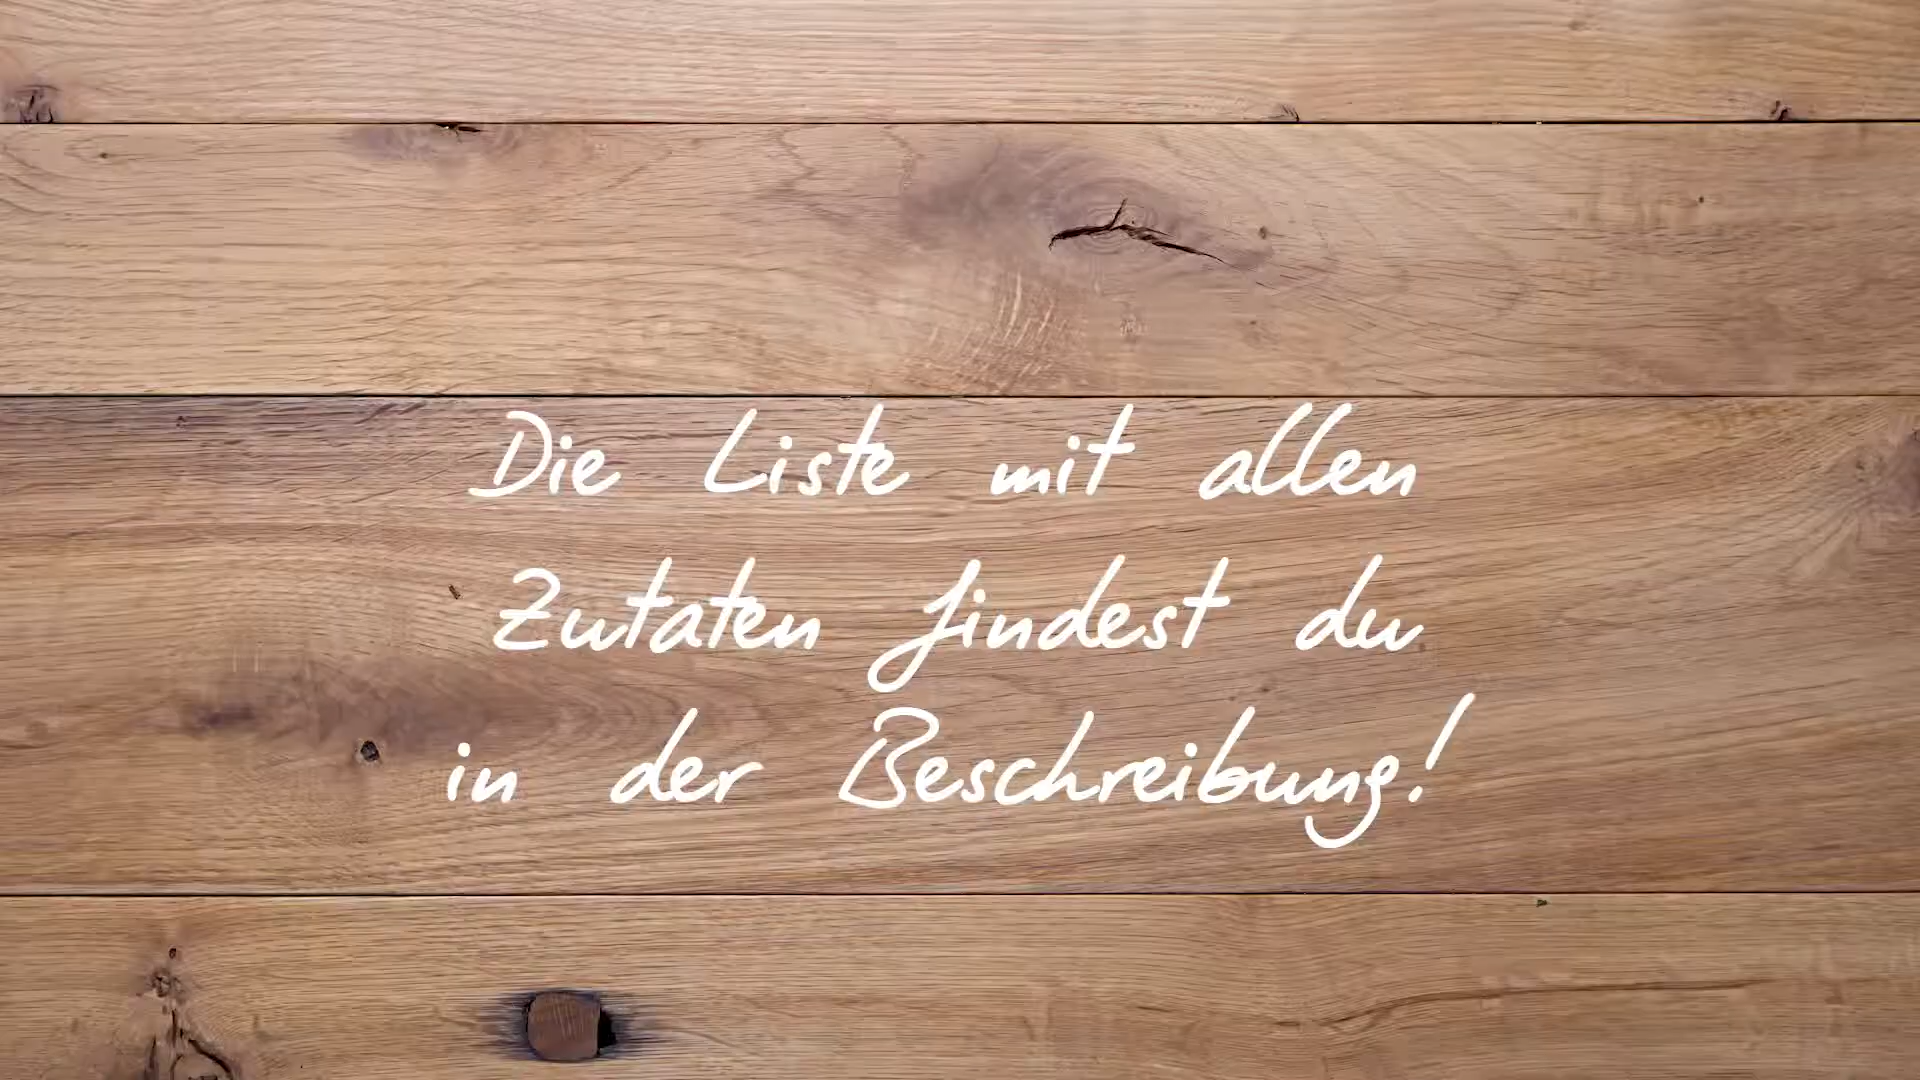 Die Liste mit allen
Zutaten findest du
in der Beschreibung!